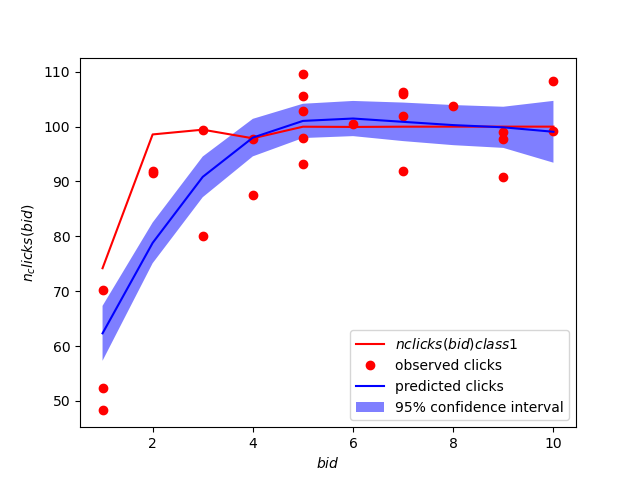 110
100
90
80
70
60
50
n_clicks(bid)
2
4
6
8
10
bid
nclicks(bid)class1
observed clicks
predicted clicks
95% confidence interval